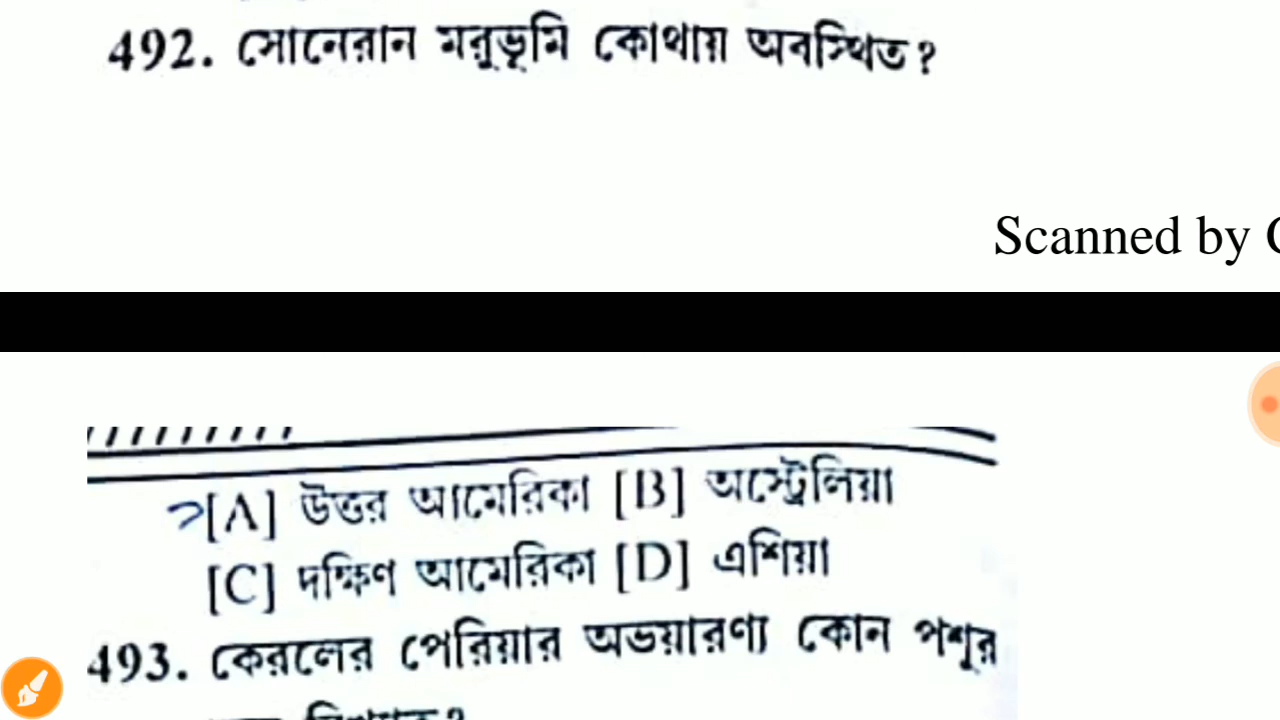 492. সোনেরান মরুভূমি কোথায় অবস্থিত?
Scanned by
[A] উত্তর আমেরিকা [B] অস্ট্রেলিয়া
[C] দক্ষিণ আমেরিকা [D] এশিয়া
493. কেরলের পেরিয়ার অভয়ারণ্য কোন পশুর